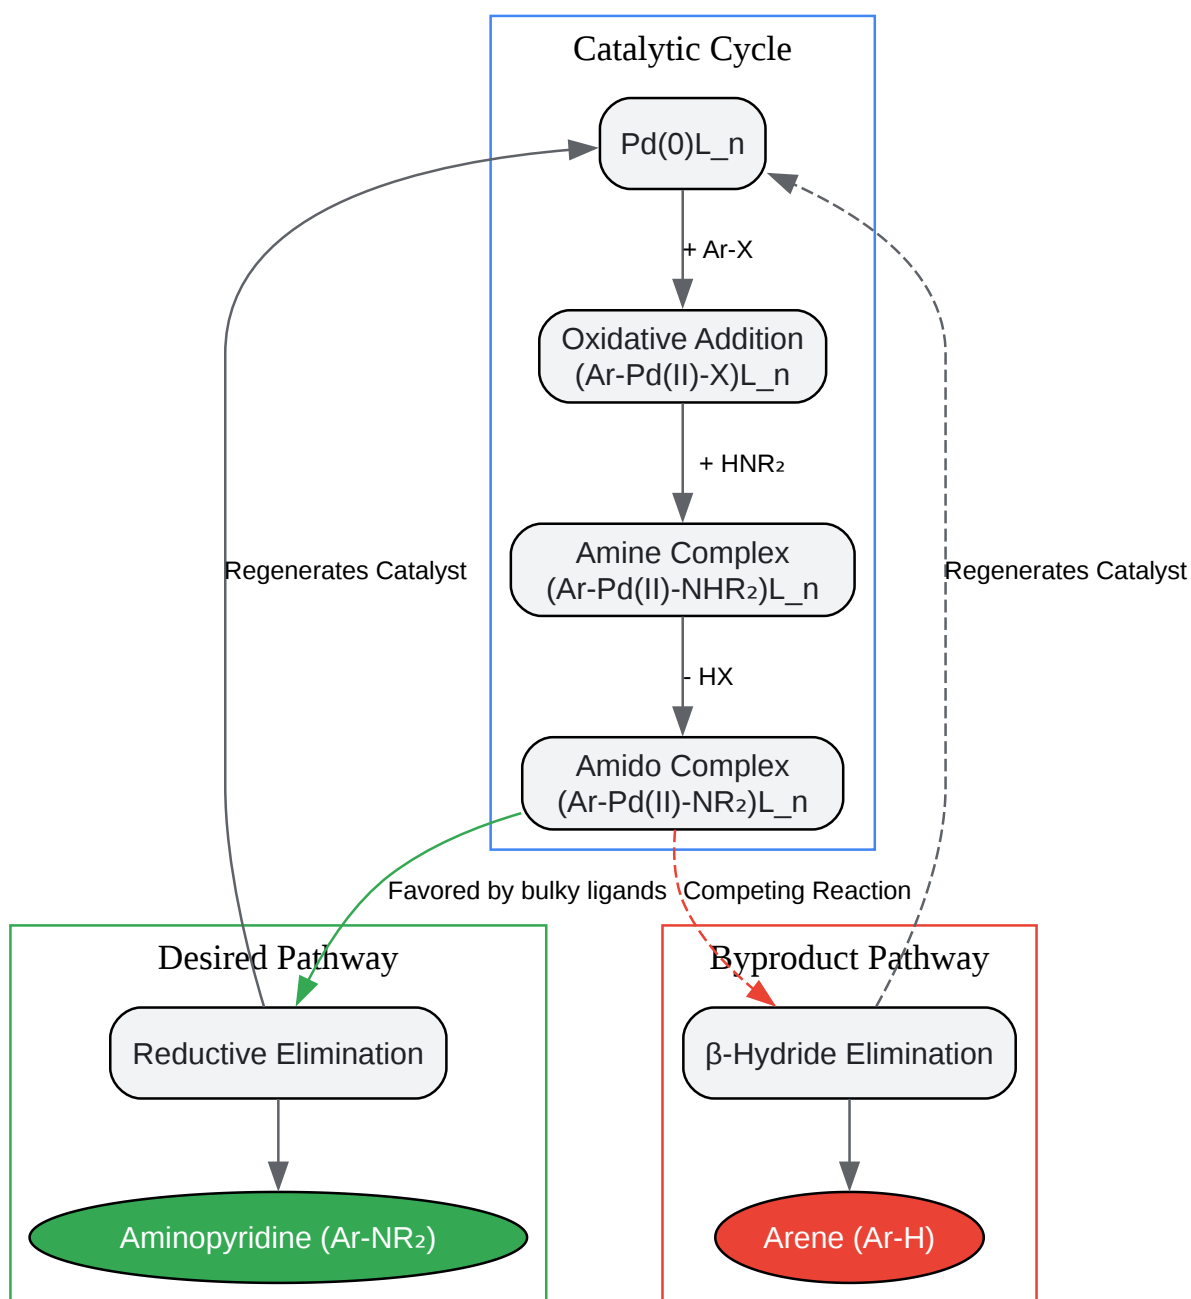 Catalytic Cycle
Pd(0)L_n
+ Ar-X
Oxidative Addition
(Ar-Pd(II)-X)L_n
+ HNR₂
Amine Complex
(Ar-Pd(II)-NHR₂)L_n
Regenerates Catalyst
Regenerates Catalyst
- HX
Amido Complex
(Ar-Pd(II)-NR₂)L_n
Favored by bulky ligands
Competing Reaction
Desired Pathway
Byproduct Pathway
Reductive Elimination
β-Hydride Elimination
Aminopyridine (Ar-NR₂)
Arene (Ar-H)